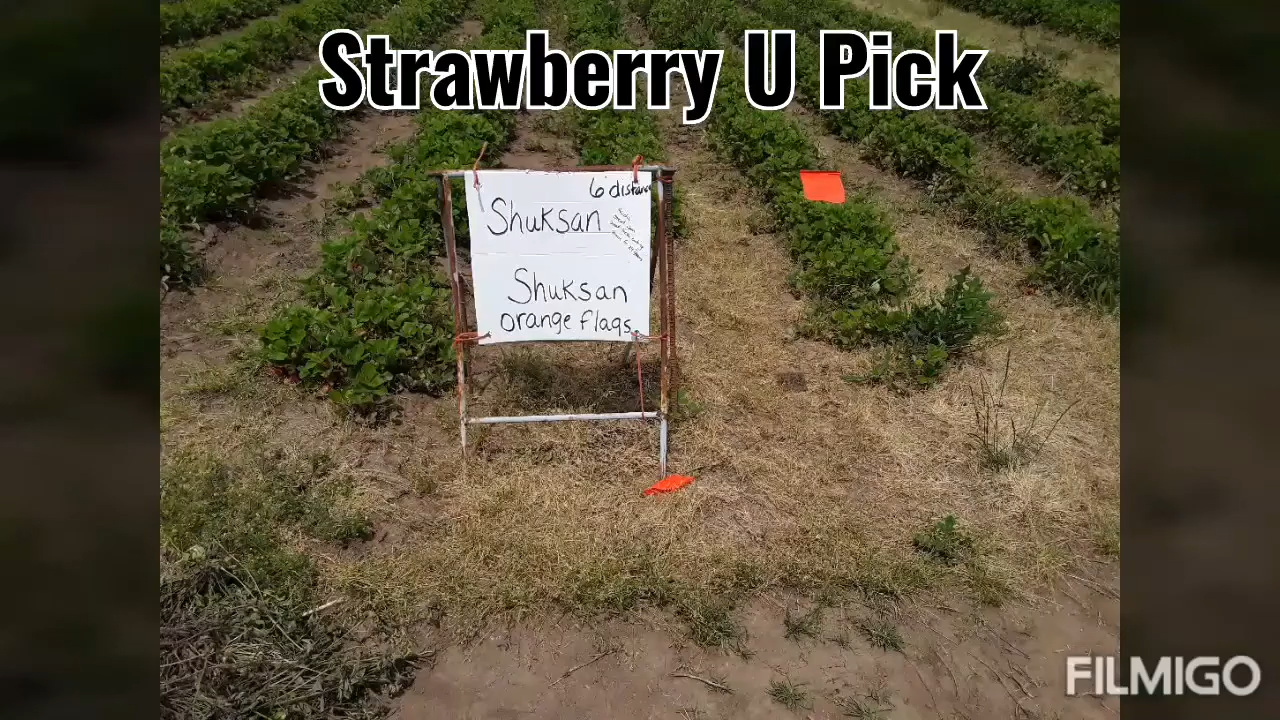 Strawberry U Pick
6 distance
Shuksan
Shuksan
orange flags
FILMIGO